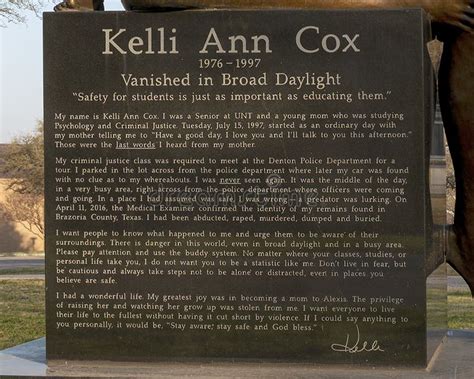 Kelli Ann Cox
1976 – 1997
Vanished in Broad Daylight
"Safety for students is just as important as educating them."
My name is Kelli Ann Cox. I was a Senior at UNT and a young mom who was studying
Psychology and Criminal Justice. Tuesday, July 15, 1997, started as an ordinary day with
my mother telling me to "Have a good day, I love you and I'll talk to you this afternoon."
Those were the last words I heard from my mother.
My criminal justice class was required to meet at the Denton Police Department for a
tour. I parked in the lot across from the police department where later my car was found
with no clue as to my whereabouts. I was never seen again. It was the middle of the day,
in a very busy area, right next to the police department where officers were coming
and going. In a place I had assumed was safe, I was wrong. A predator was lurking. On
April 11, 2016, the Medical Examiner confirmed the identity of my remains found in
Brazoria County, Texas. I had been abducted, raped, murdered, dumped and buried.
I want people to know what happened to me and urge them to be aware of their
surroundings. There is danger in this world, even in broad daylight and in a busy area.
Please pay attention and use the buddy system. No matter where your classes, studies, or
personal life take you, I do not want you to be a statistic like me. Don't live in fear, but
be cautious and always take steps not to be alone or distracted, even in places you
believe are safe.
I had a wonderful life. My greatest joy was in becoming a mom to Alexis. The privilege
of raising her and watching her grow up was stolen from me. I want everyone to live
their life to the fullest without having it cut short by violence. If I could say anything to
you personally, it would be, "Stay aware, stay safe and God bless."
Kelli